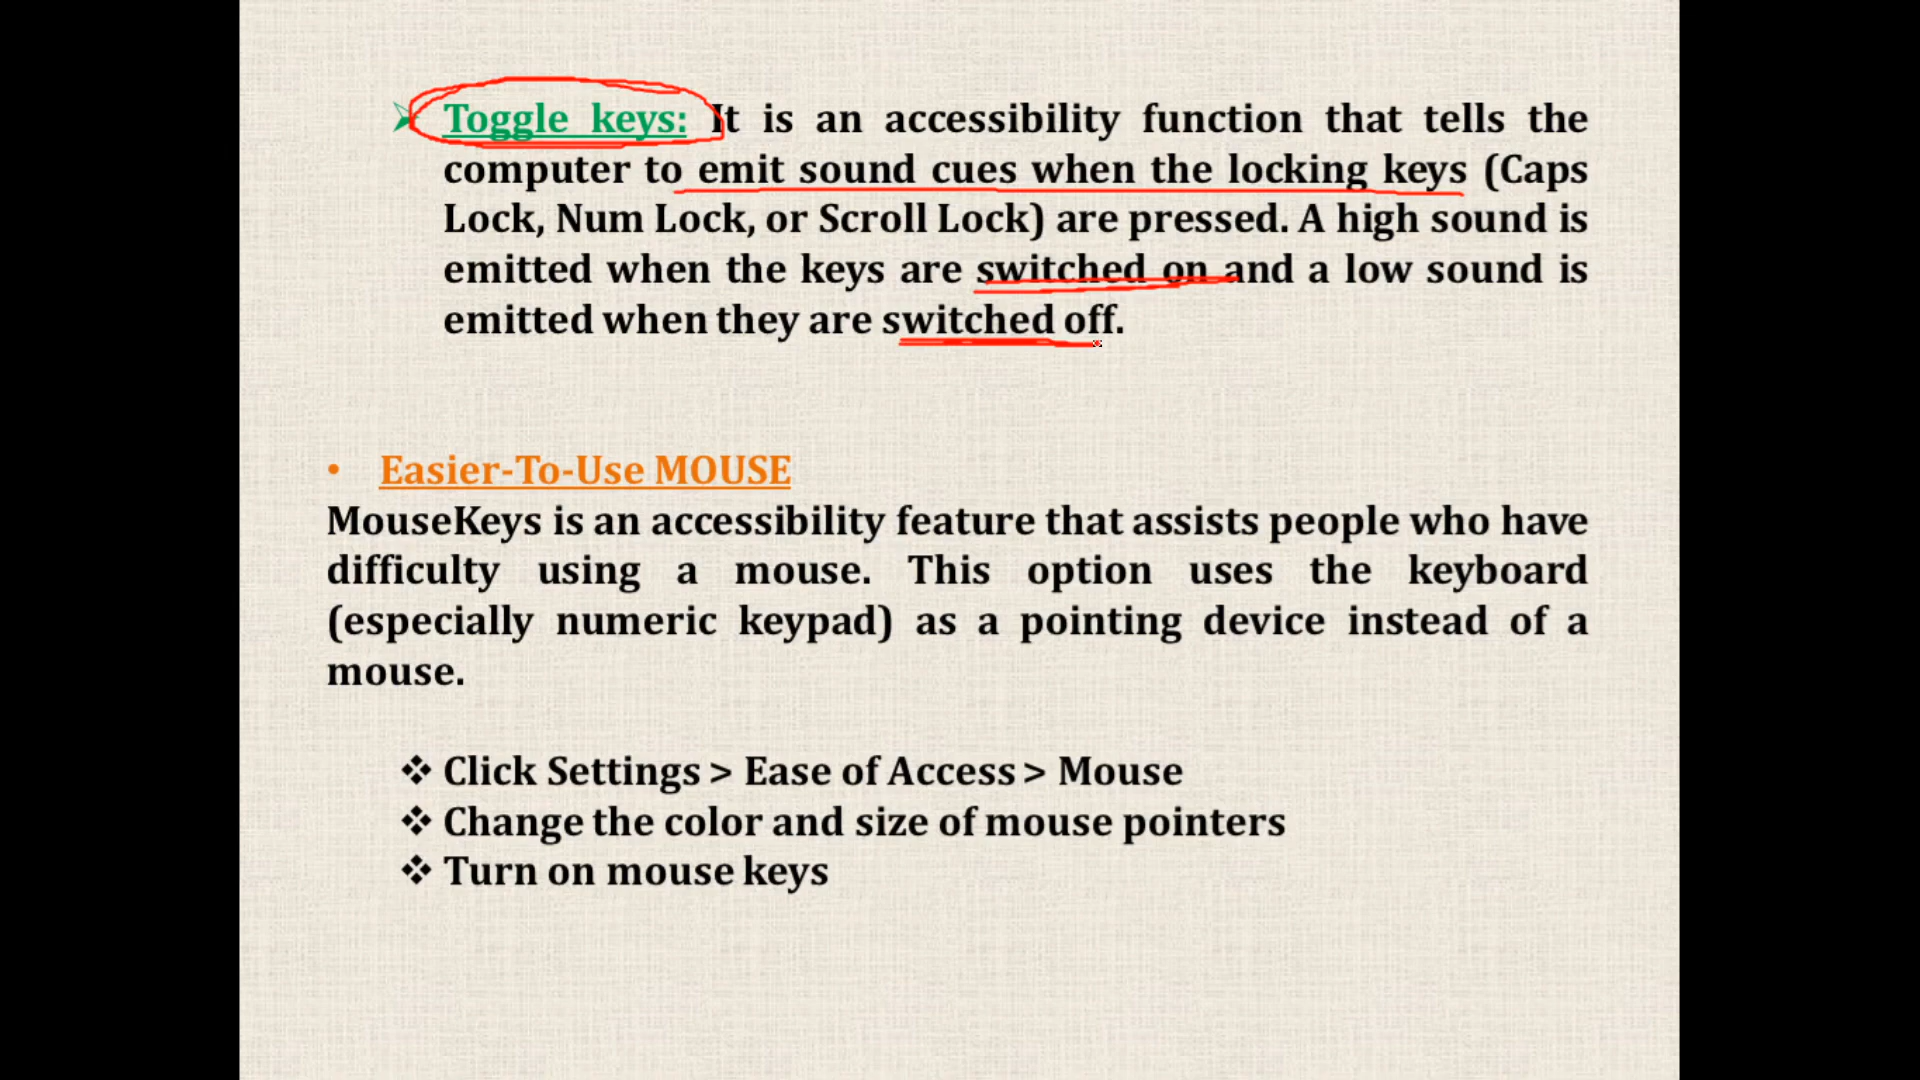 ➢ Toggle keys: It is an accessibility function that tells the
computer to emit sound cues when the locking keys (Caps
Lock, Num Lock, or Scroll Lock) are pressed. A high sound is
emitted when the keys are switched on and a low sound is
emitted when they are switched off.
• Easier-To-Use MOUSE
MouseKeys is an accessibility feature that assists people who have
difficulty using a mouse. This option uses the keyboard
(especially numeric keypad) as a pointing device instead of a
mouse.
❖ Click Settings > Ease of Access > Mouse
❖ Change the color and size of mouse pointers
❖ Turn on mouse keys